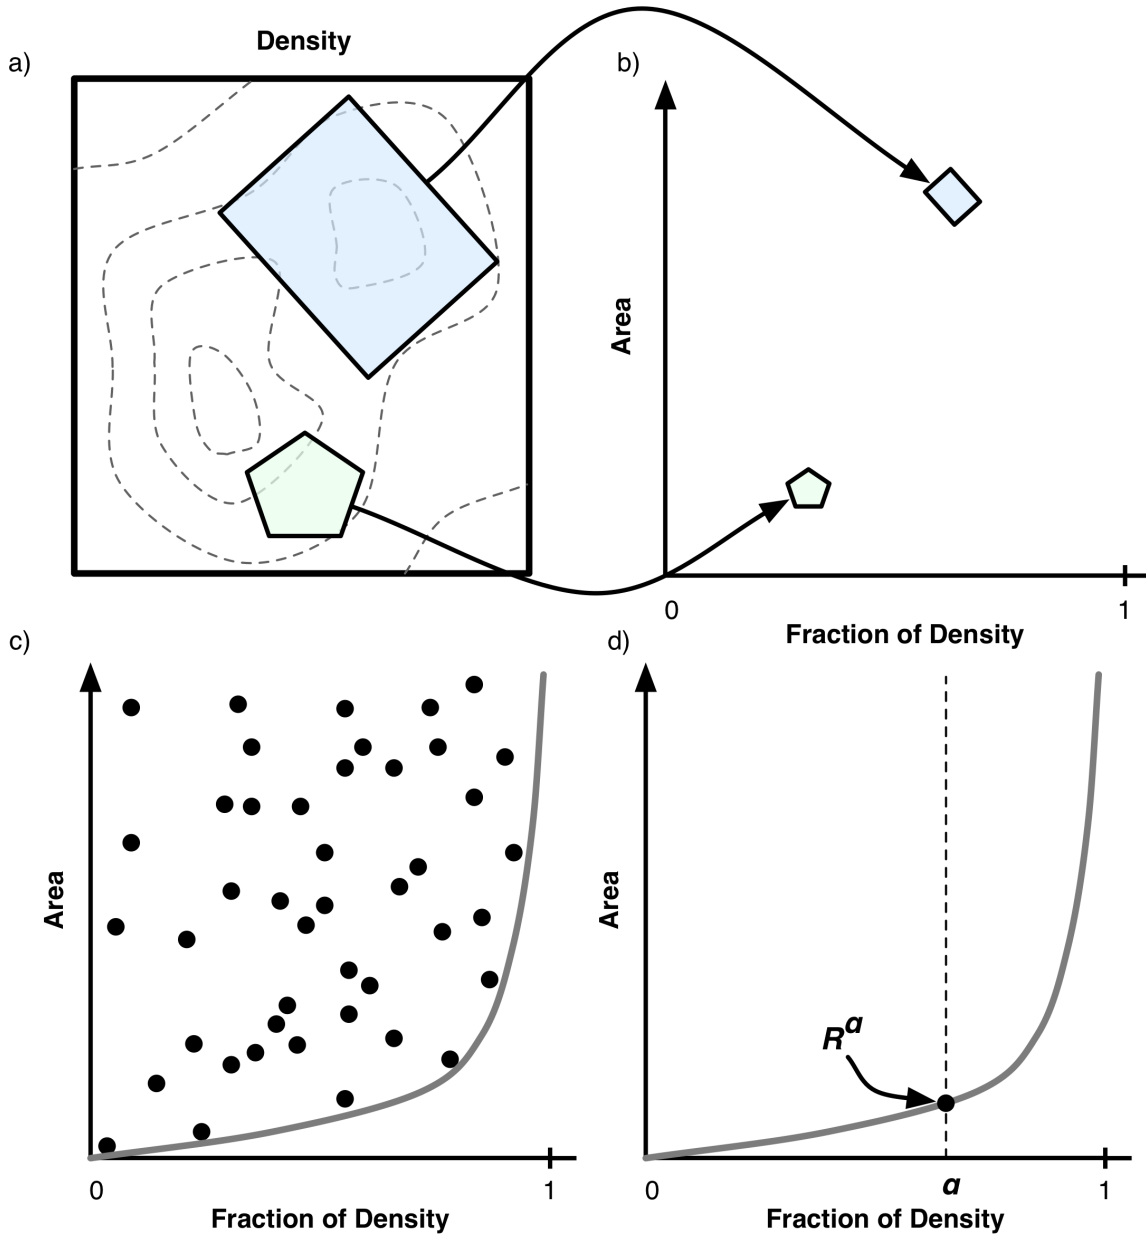 a)
Density
b)
Area
0
1
Fraction of Density
c)
Area
0
1
Fraction of Density
d)
Area
R^a
0
a
1
Fraction of Density